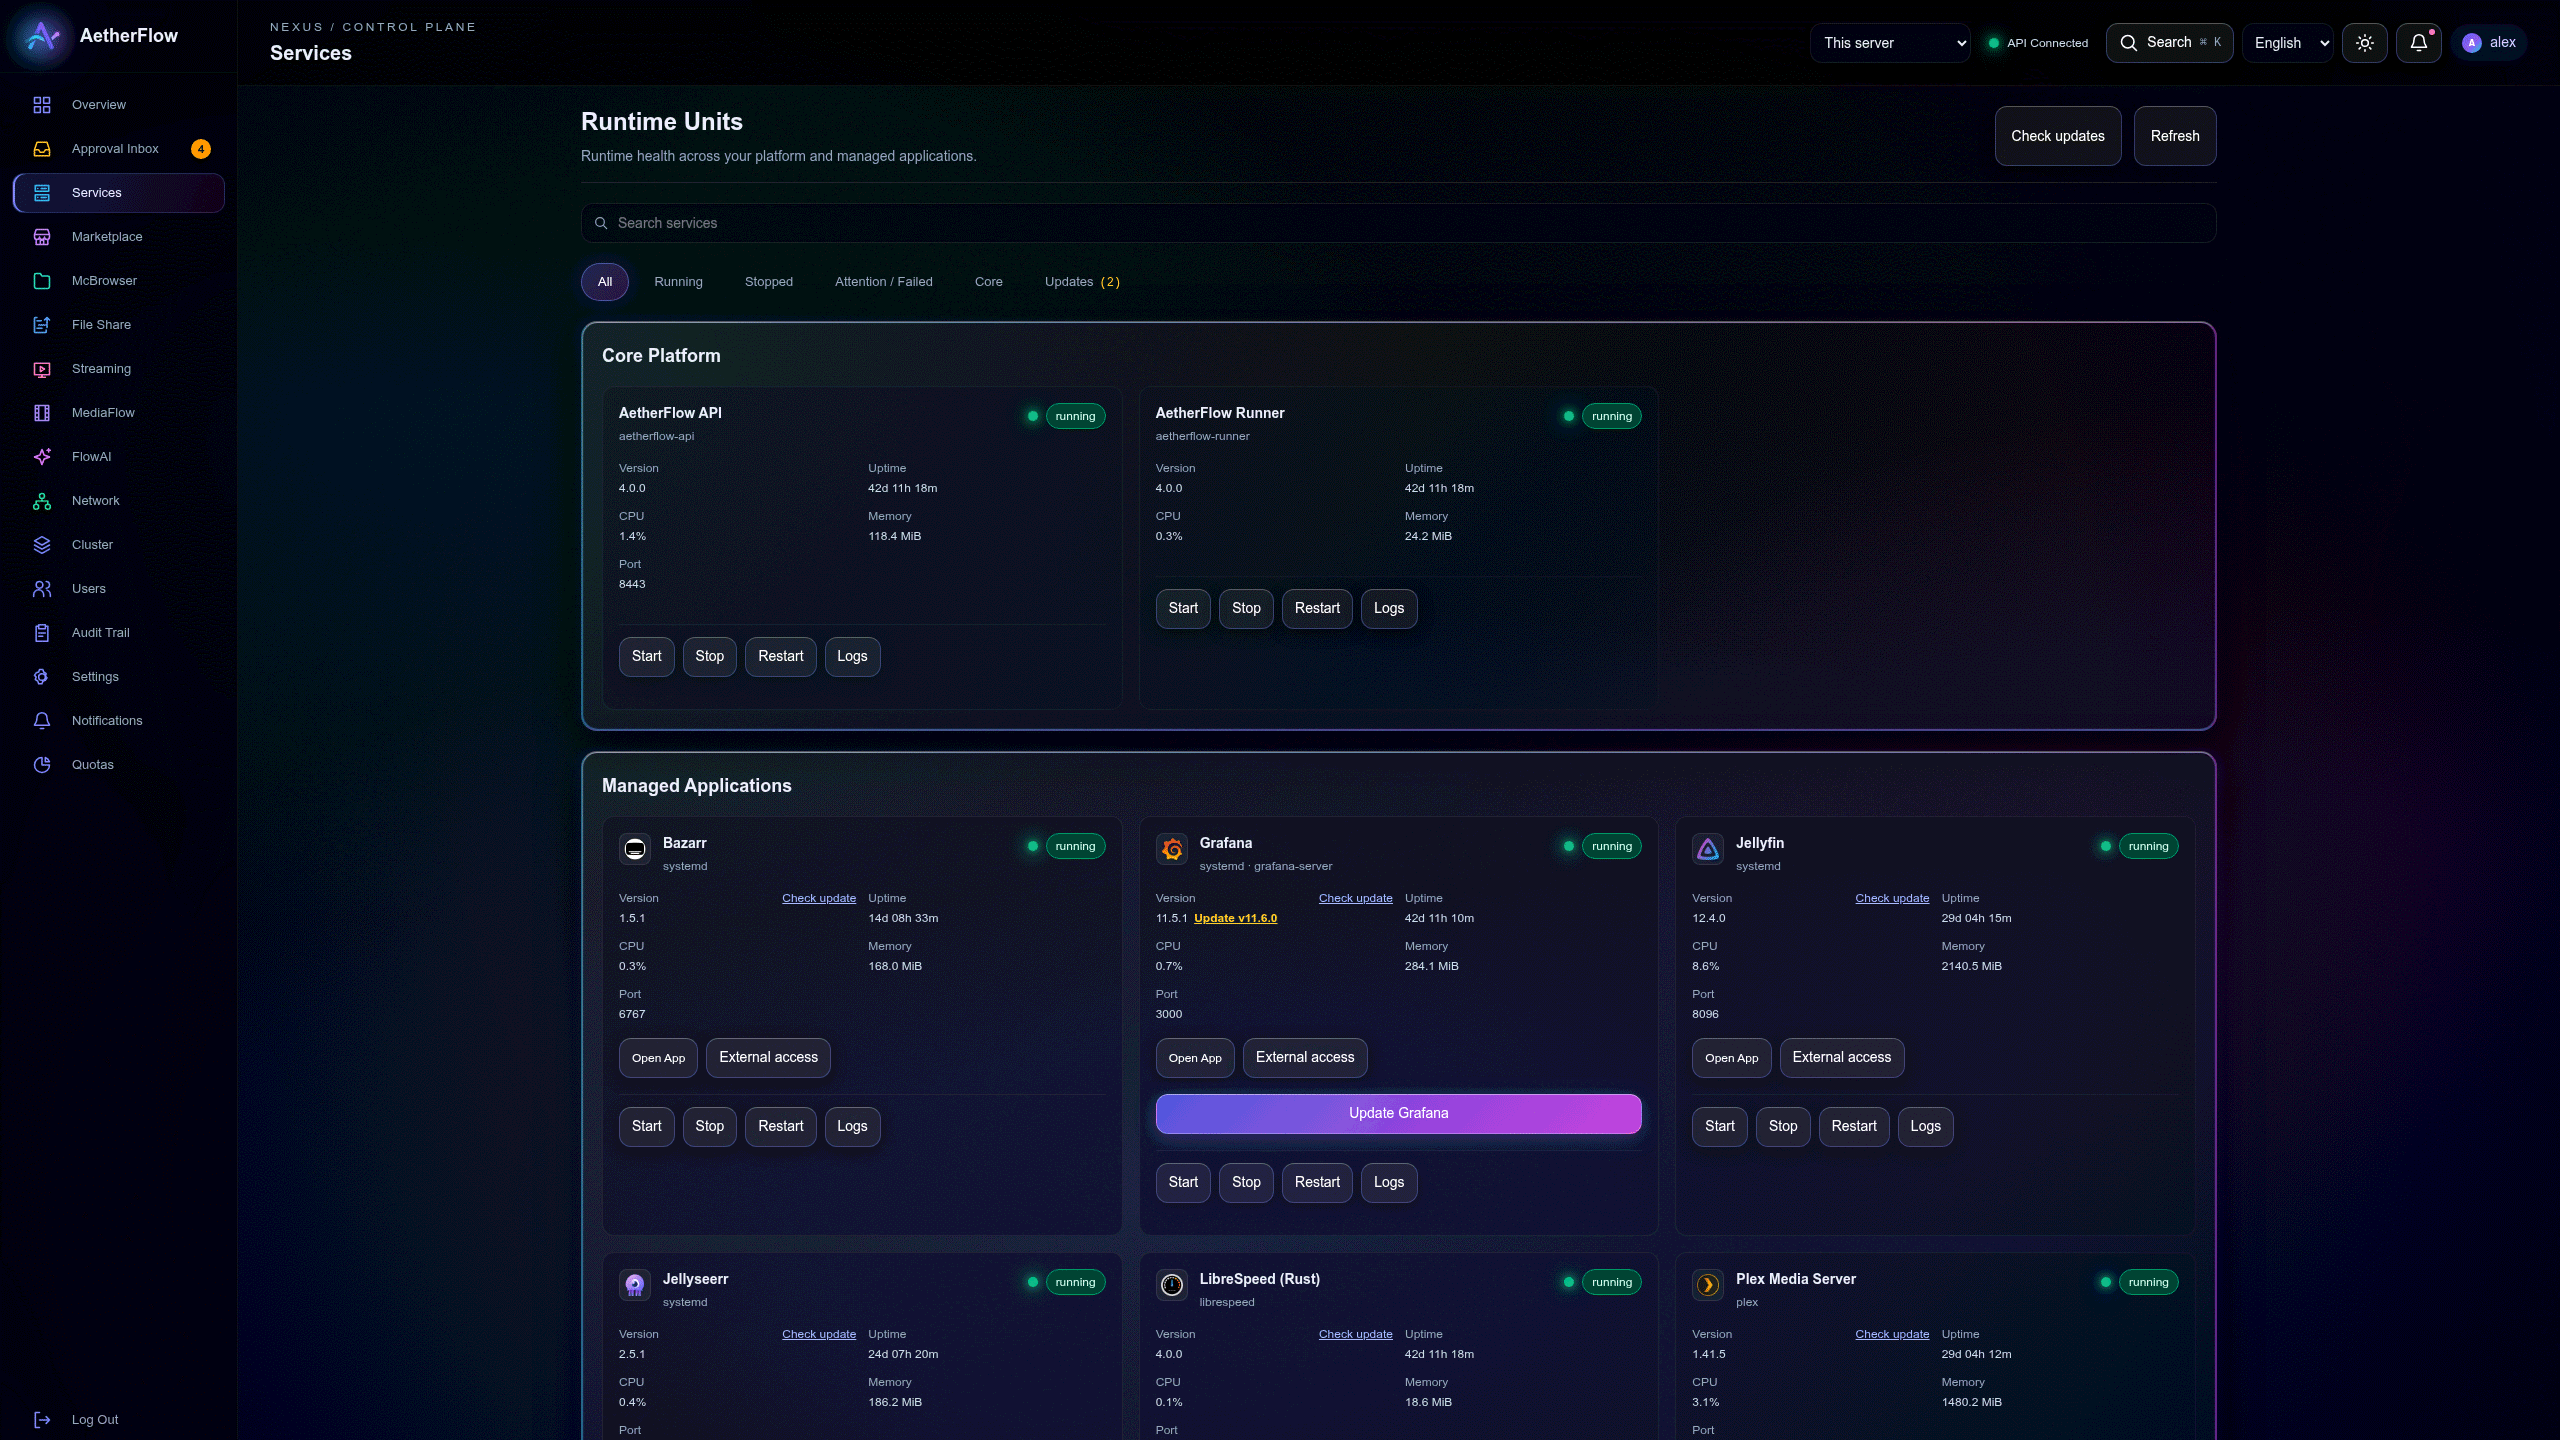 AetherFlow
NEXUS / CONTROL PLANE
Services
This server
API Connected
Search ⌘ K
English
A alex
Overview
Approval Inbox 4
Services
Marketplace
McBrowser
File Share
Streaming
MediaFlow
FlowAI
Network
Cluster
Users
Audit Trail
Settings
Notifications
Quotas
Log Out
Runtime Units
Runtime health across your platform and managed applications.
Check updates
Refresh
Search services
All Running Stopped Attention / Failed Core Updates (2)
Core Platform
AetherFlow API running
aetherflow-api
Version Uptime
4.0.0 42d 11h 18m
CPU Memory
1.4% 118.4 MiB
Port
8443
Start Stop Restart Logs
AetherFlow Runner running
aetherflow-runner
Version Uptime
4.0.0 42d 11h 18m
CPU Memory
0.3% 24.2 MiB
Start Stop Restart Logs
Managed Applications
Bazarr running
systemd
Version Check update Uptime
1.5.1 14d 08h 33m
CPU Memory
0.3% 168.0 MiB
Port
6767
Open App External access
Start Stop Restart Logs
Grafana running
systemd · grafana-server
Version Check update Uptime
11.5.1 Update v11.6.0 42d 11h 10m
CPU Memory
0.7% 284.1 MiB
Port
3000
Open App External access
Update Grafana
Start Stop Restart Logs
Jellyfin running
systemd
Version Check update Uptime
12.4.0 29d 04h 15m
CPU Memory
8.6% 2140.5 MiB
Port
8096
Open App External access
Start Stop Restart Logs
Jellyseerr running
systemd
Version Check update Uptime
2.5.1 24d 07h 20m
CPU Memory
0.4% 186.2 MiB
Port
LibreSpeed (Rust) running
librespeed
Version Check update Uptime
4.0.0 42d 11h 18m
CPU Memory
0.1% 18.6 MiB
Port
Plex Media Server running
plex
Version Check update Uptime
1.41.5 29d 04h 12m
CPU Memory
3.1% 1480.2 MiB
Port